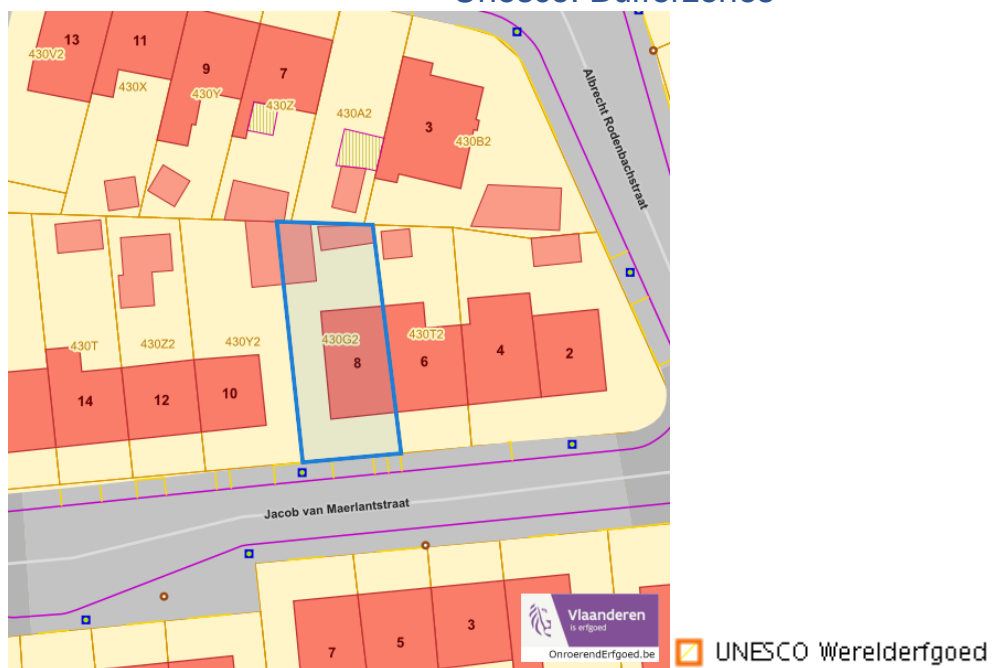 Unesco: Bufferzones
13
11
9
7
430V2
430X
430Y
430Z
430A2
3
430B2
Albrecht Rodenbachstraat
430T
430Z2
430Y2
430G2
430T2
14
12
10
8
6
4
2
Jacob van Maerlantstraat
7
5
3
Vlaanderen
is erfgoed
OnroerendErfgoed.be
UNESCO Werelderfgoed